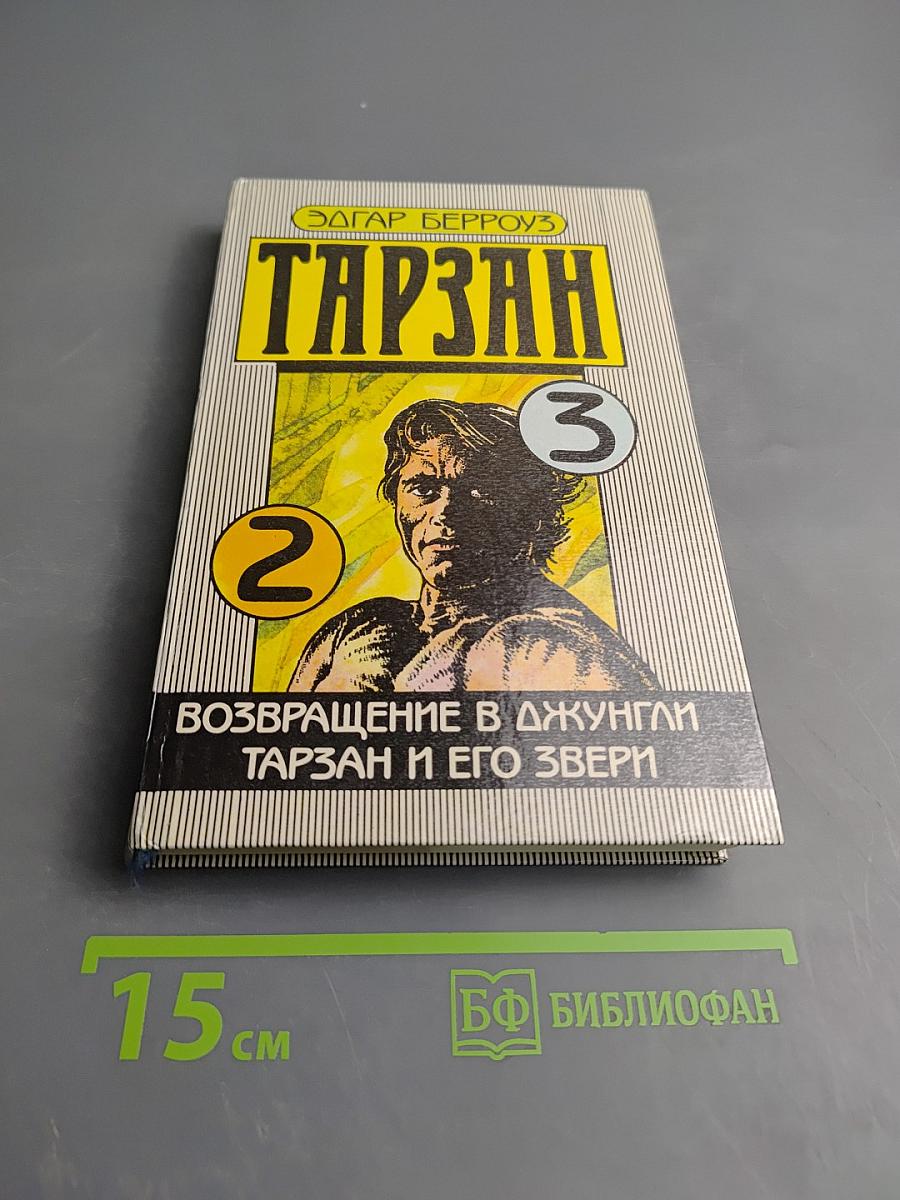 ЭДГАР БЕРРОУЗ
ТАРЗАН
3
2
ВОЗВРАЩЕНИЕ В ДЖУНГЛИ
ТАРЗАН И ЕГО ЗВЕРИ
15 см
БФ БИБЛИОФАН